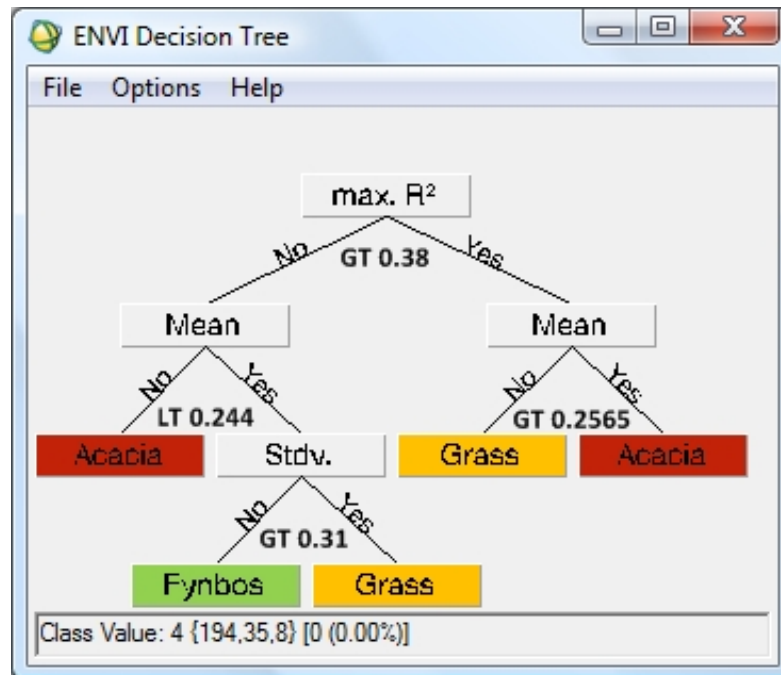 ENVI Decision Tree
File Options Help
max. R²
No GT 0.38 Yes
Mean Mean
No LT 0.244 Yes No GT 0.2565 Yes
Acacia Stdv. Grass Acacia
No GT 0.31 Yes
Fynbos Grass
Class Value: 4 {194,35,8} [0 (0.00%)]